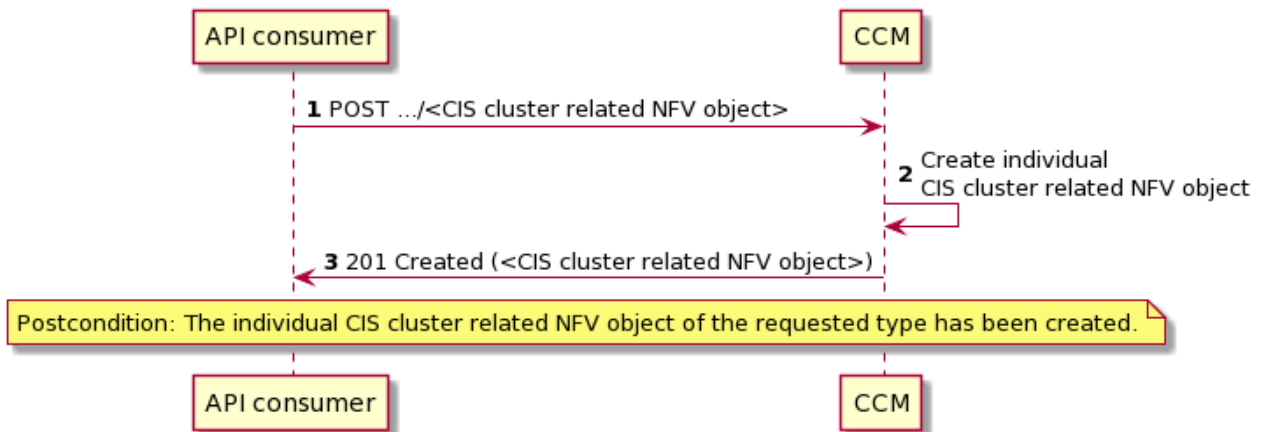 API consumer
CCM
1 POST .../<CIS cluster related NFV object>
2 Create individual
CIS cluster related NFV object
3 201 Created (<CIS cluster related NFV object>)
Postcondition: The individual CIS cluster related NFV object of the requested type has been created.
API consumer
CCM